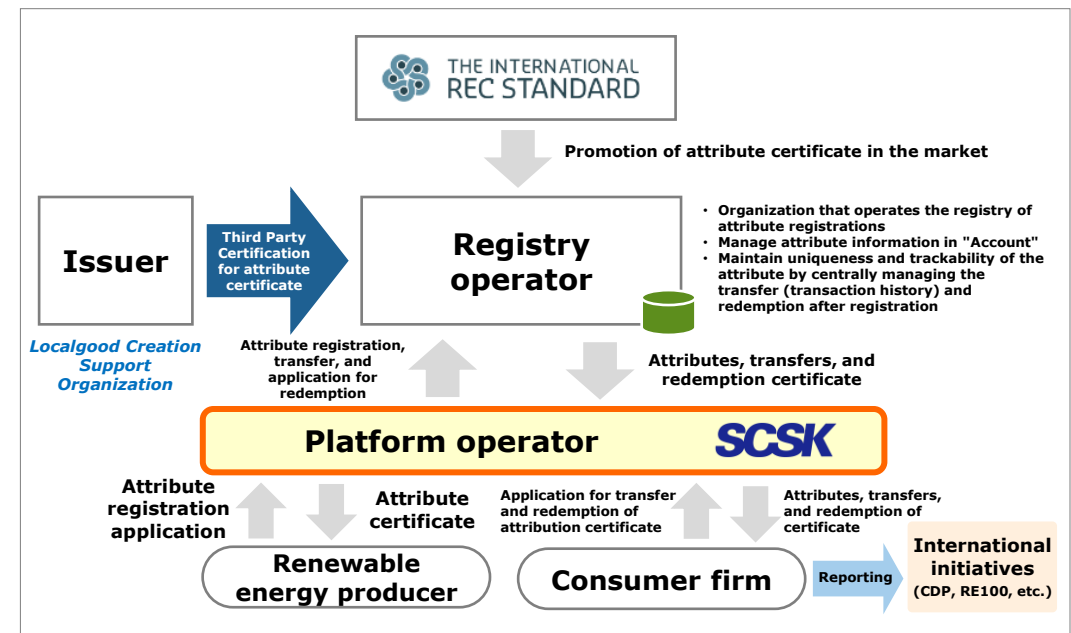 THE INTERNATIONAL
REC STANDARD
Promotion of attribute certificate in the market
Issuer
Third Party
Certification
for attribute
certificate
Registry
operator
・ Organization that operates the registry of
attribute registrations
・ Manage attribute information in "Account"
・ Maintain uniqueness and trackability of the
attribute by centrally managing the
transfer (transaction history) and
redemption after registration
Localgood Creation
Support
Organization
Attribute registration,
transfer, and
application for
redemption
Attributes, transfers, and
redemption certificate
Platform operator
SCSK
Attribute
registration
application
Attribute
certificate
Application for transfer
and redemption of
attribution certificate
Attributes, transfers,
and redemption of
certificate
Renewable
energy producer
Consumer firm
Reporting
International
initiatives
(CDP, RE100, etc.)